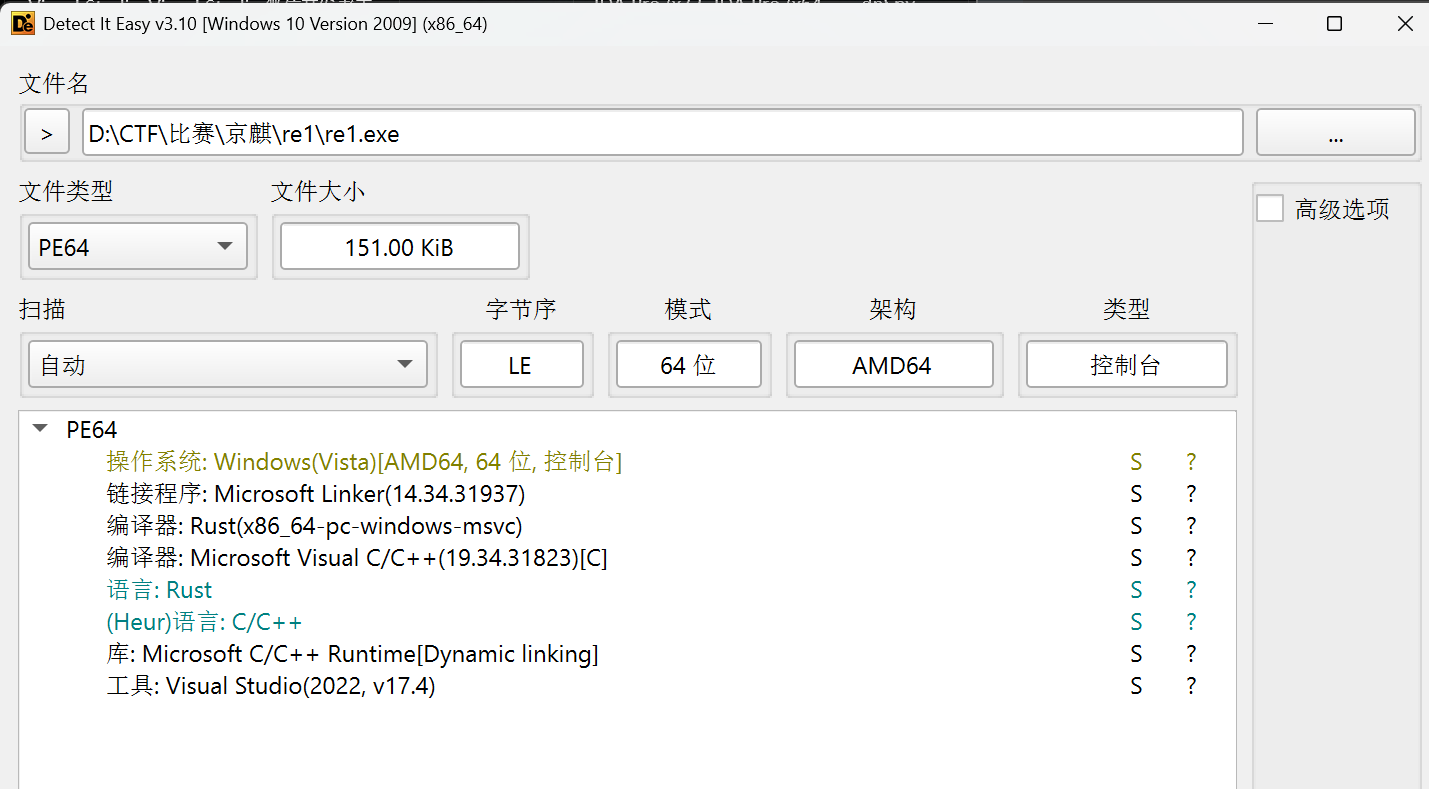 Detect It Easy v3.10 [Windows 10 Version 2009] (x86_64)
文件名
> D:\CTF\比赛\京麒\re1\re1.exe ...
文件类型 文件大小
PE64 151.00 KiB
高级选项
扫描 字节序 模式 架构 类型
自动 LE 64 位 AMD64 控制台
PE64
操作系统: Windows(Vista)[AMD64, 64 位, 控制台] S ?
链接程序: Microsoft Linker(14.34.31937) S ?
编译器: Rust(x86_64-pc-windows-msvc) S ?
编译器: Microsoft Visual C/C++(19.34.31823)[C] S ?
语言: Rust S ?
(Heur)语言: C/C++ S ?
库: Microsoft C/C++ Runtime[Dynamic linking] S ?
工具: Visual Studio(2022, v17.4) S ?